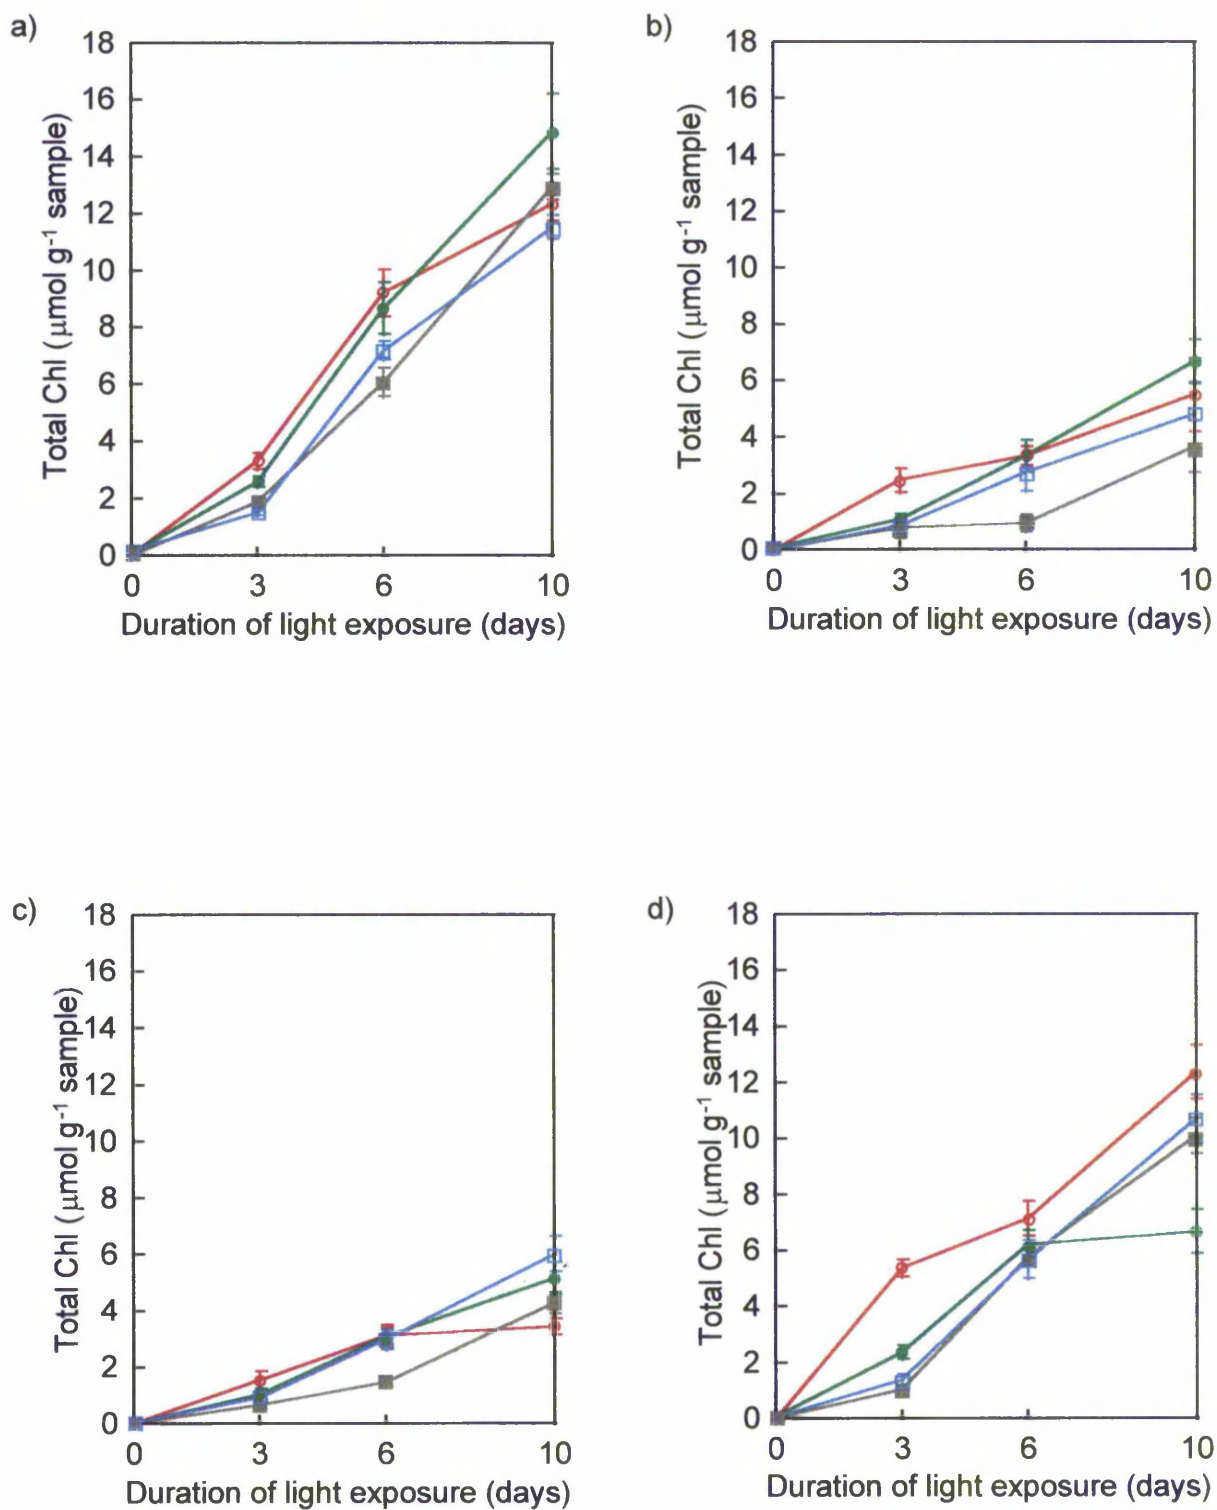 a)
18
16
14
12
10
8
6
4
2
0
Total Chl (μmol g⁻¹ sample)
0 3 6 10
Duration of light exposure (days)
b)
18
16
14
12
10
8
6
4
2
0
Total Chl (μmol g⁻¹ sample)
0 3 6 10
Duration of light exposure (days)
c)
18
16
14
12
10
8
6
4
2
0
Total Chl (μmol g⁻¹ sample)
0 3 6 10
Duration of light exposure (days)
d)
18
16
14
12
10
8
6
4
2
0
Total Chl (μmol g⁻¹ sample)
0 3 6 10
Duration of light exposure (days)